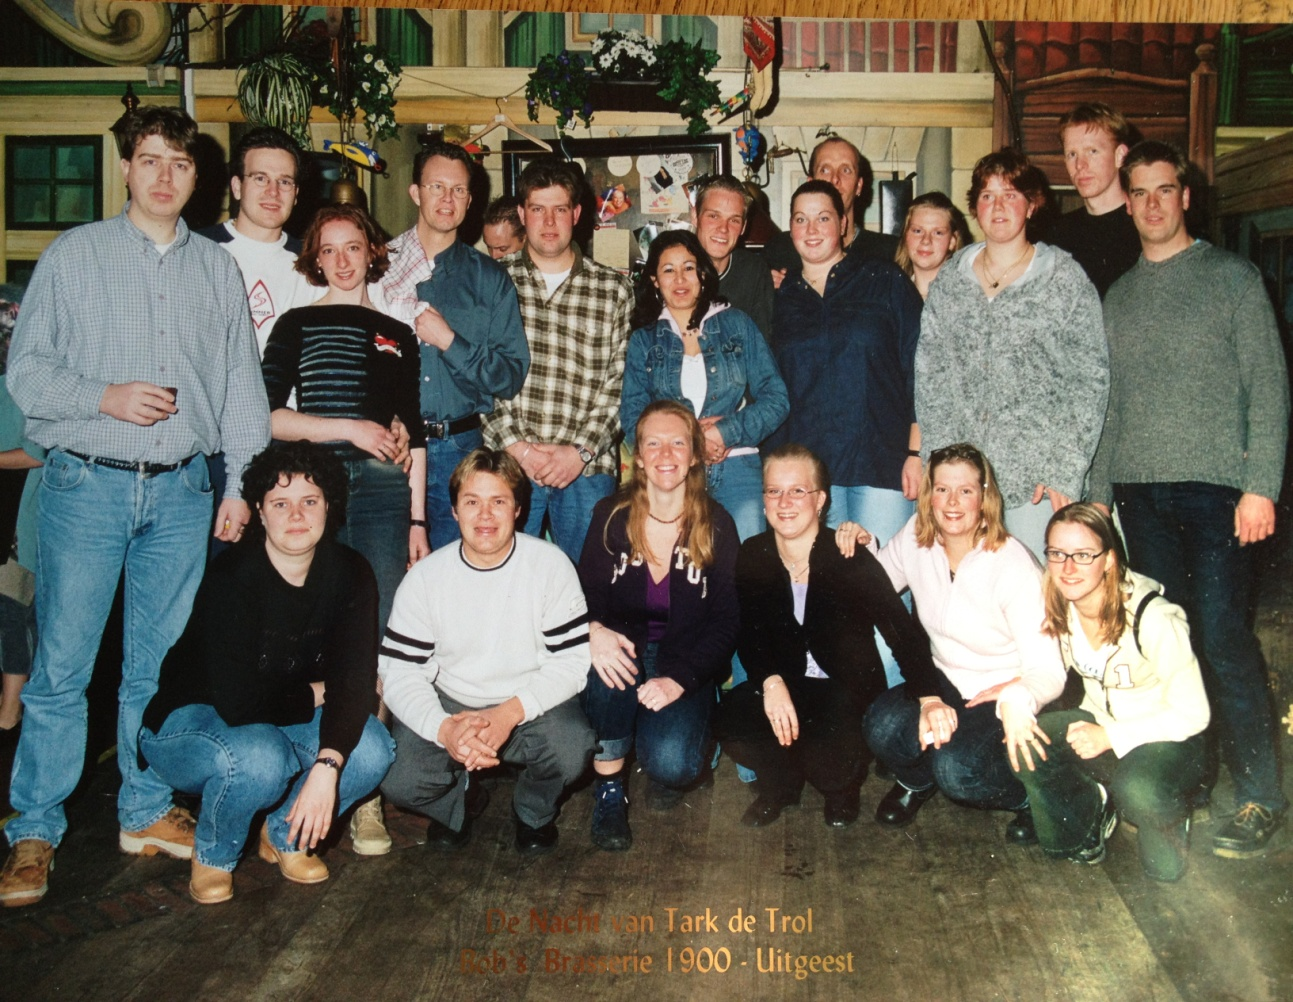 De Nacht van Tark de Trol
Rob's Brasserie 1900 - Uitgeest